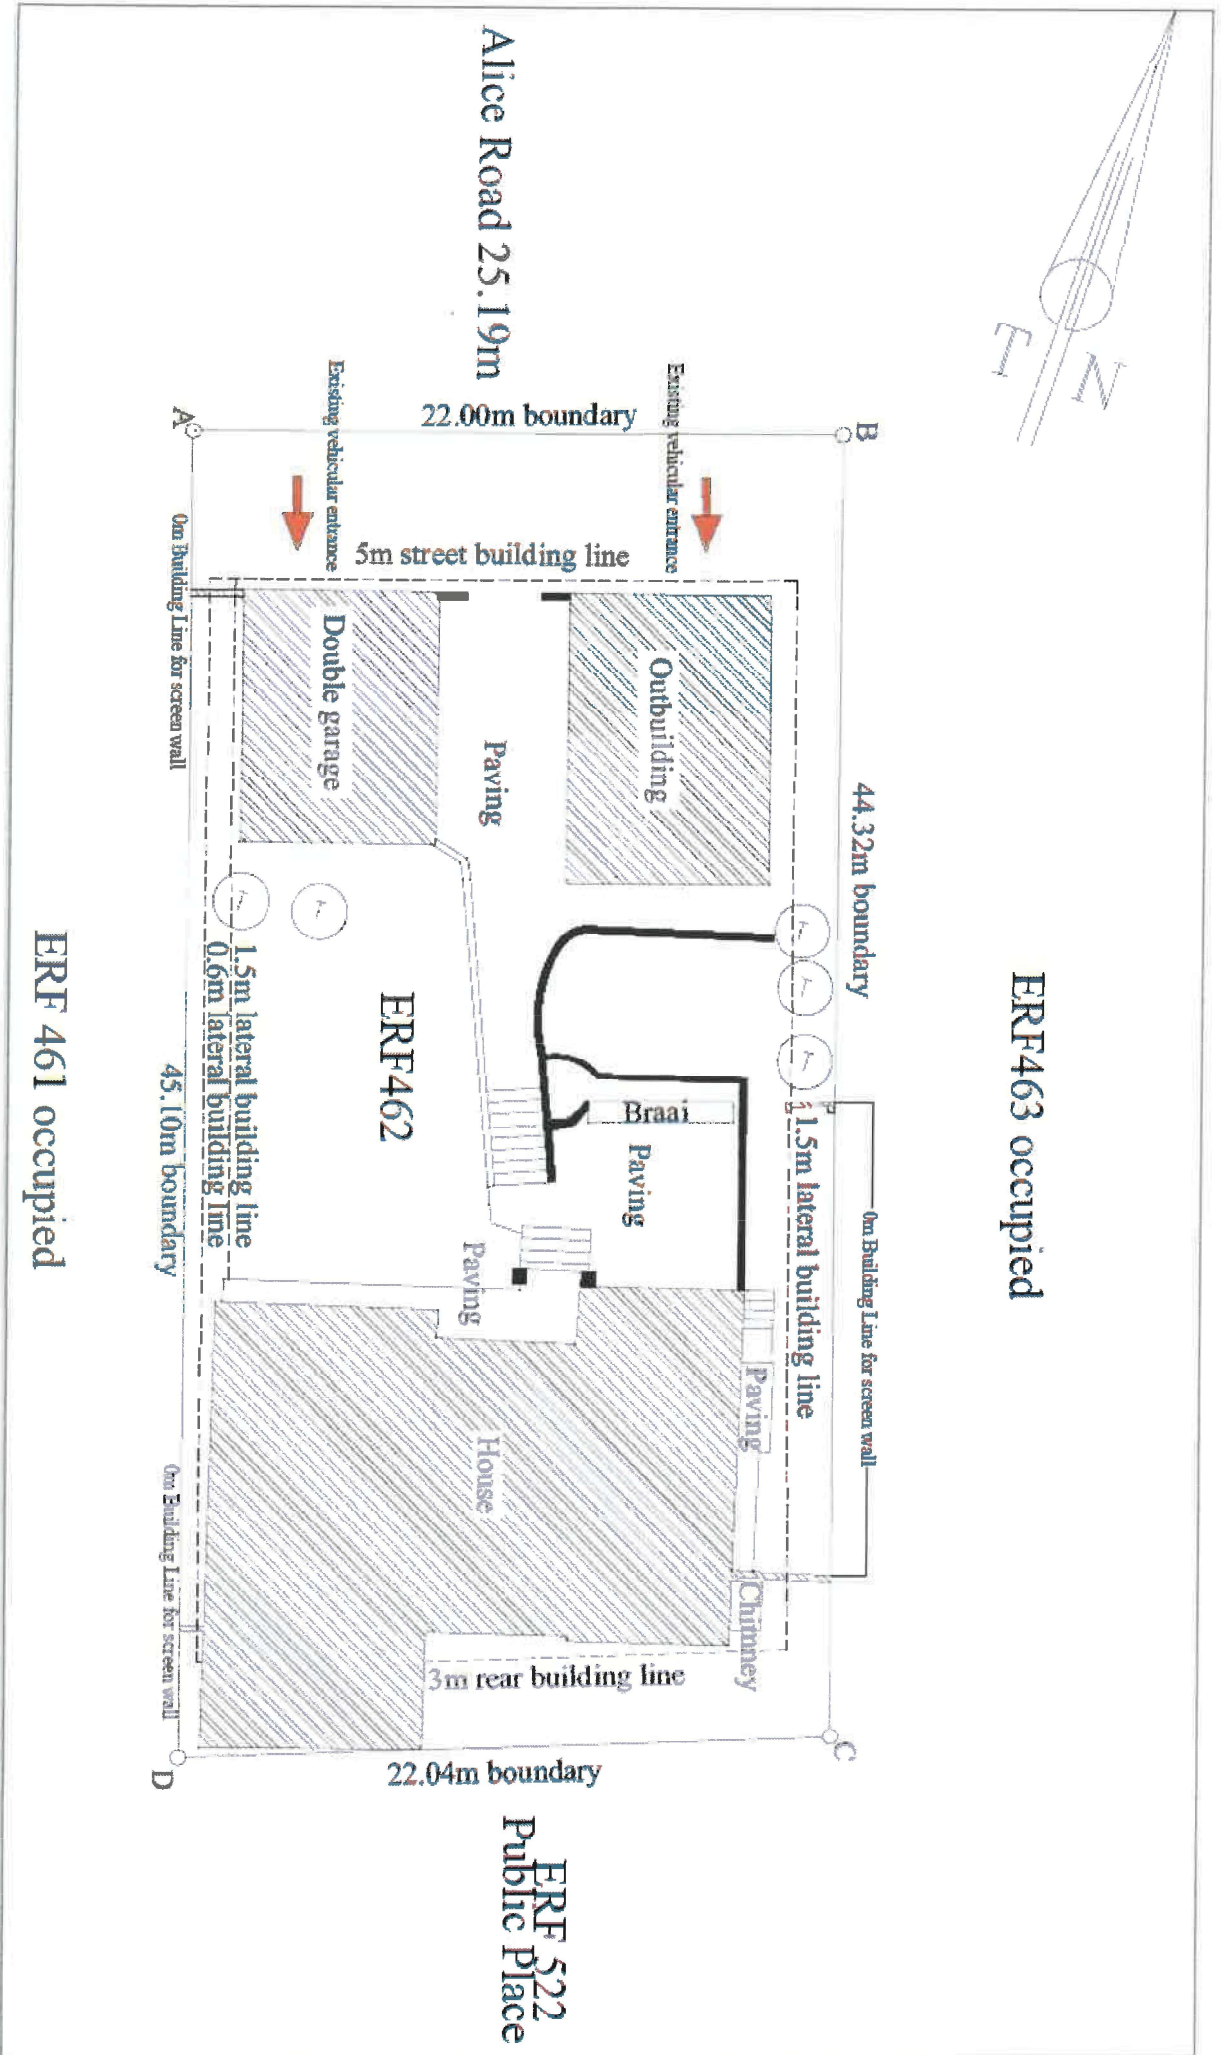 T N
Alice Road 25.19m
22.00m boundary
A
B
Existing vehicular entrance
Existing vehicular entrance
5m street building line
0m Building Line for screen wall
Double garage
Paving
Outbuilding
44.32m boundary
ERF463 occupied
ERF 461 occupied
1.5m lateral building line
0.6m lateral building line
45.10m boundary
ERF462
Braai
Paving
Paving
1.5m lateral building line
0m Building Line for screen wall
Paving
House
Chimney
0m Building Line for screen wall
3m rear building line
C
D
22.04m boundary
ERF 522
Public Place